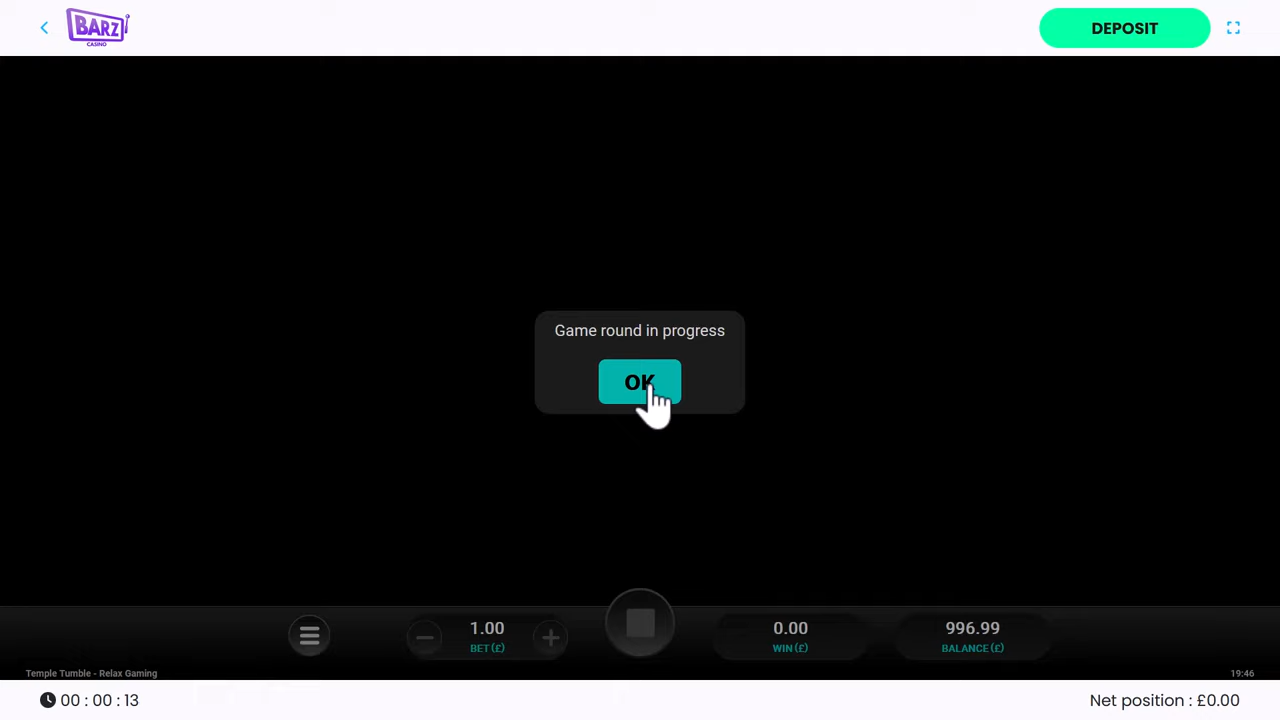 BARZ
CASINO
DEPOSIT
Game round in progress
OK
1.00
BET (£)
0.00
WIN (£)
996.99
BALANCE (£)
Temple Tumble - Relax Gaming
19:46
00 : 00 : 13
Net position : £0.00